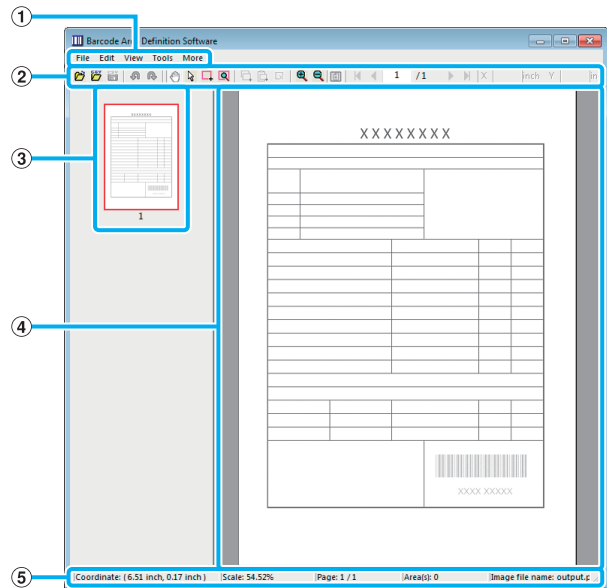 ①
Barcode Are Definition Software
File Edit View Tools More
②
1 / 1 X inch Y in
③
1
XXXXXXXX
④
XXXX XXXXX
⑤
Coordinate: ( 6.51 inch, 0.17 inch ) Scale: 54.52% Page: 1 / 1 Area(s): 0 Image file name: output.p